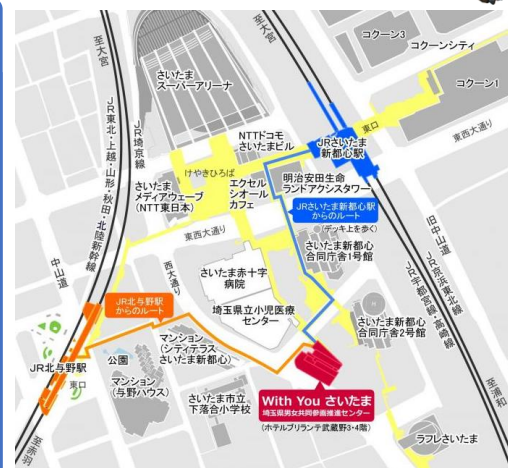 至大宮
至大宮
コクーン3
コクーンシティ
コクーン1
さいたま
スーパーアリーナ
JR東北・上越・山形・秋田・北陸新幹線
JR埼京線
NTTドコモ
さいたまビル
JRさいたま
新都心駅
東口
東西大通り
けやきひろば
さいたま
メディアウェーブ
(NTT東日本)
エクセル
シオール
カフェ
明治安田生命
ランドアクシスタワー
JRさいたま新都心駅
からのルート
(デッキ上を歩く)
旧中山道
中山道
東西大通り
西大通り
さいたま新都心
合同庁舎1号館
さいたま赤十字
病院
JR京浜東北線
JR宇都宮線・高崎線
JR北与野駅
からのルート
埼玉県立小児医療
センター
さいたま新都心
合同庁舎2号館
JR北与野駅
東口
公園
マンション
(シティテラス
さいたま新都心)
マンション
(与野ハウス)
さいたま市立
下落合小学校
With You さいたま
埼玉県男女共同参画推進センター
(ホテルブリランテ武蔵野3・4階)
至浦和
至赤羽
ラフレさいたま